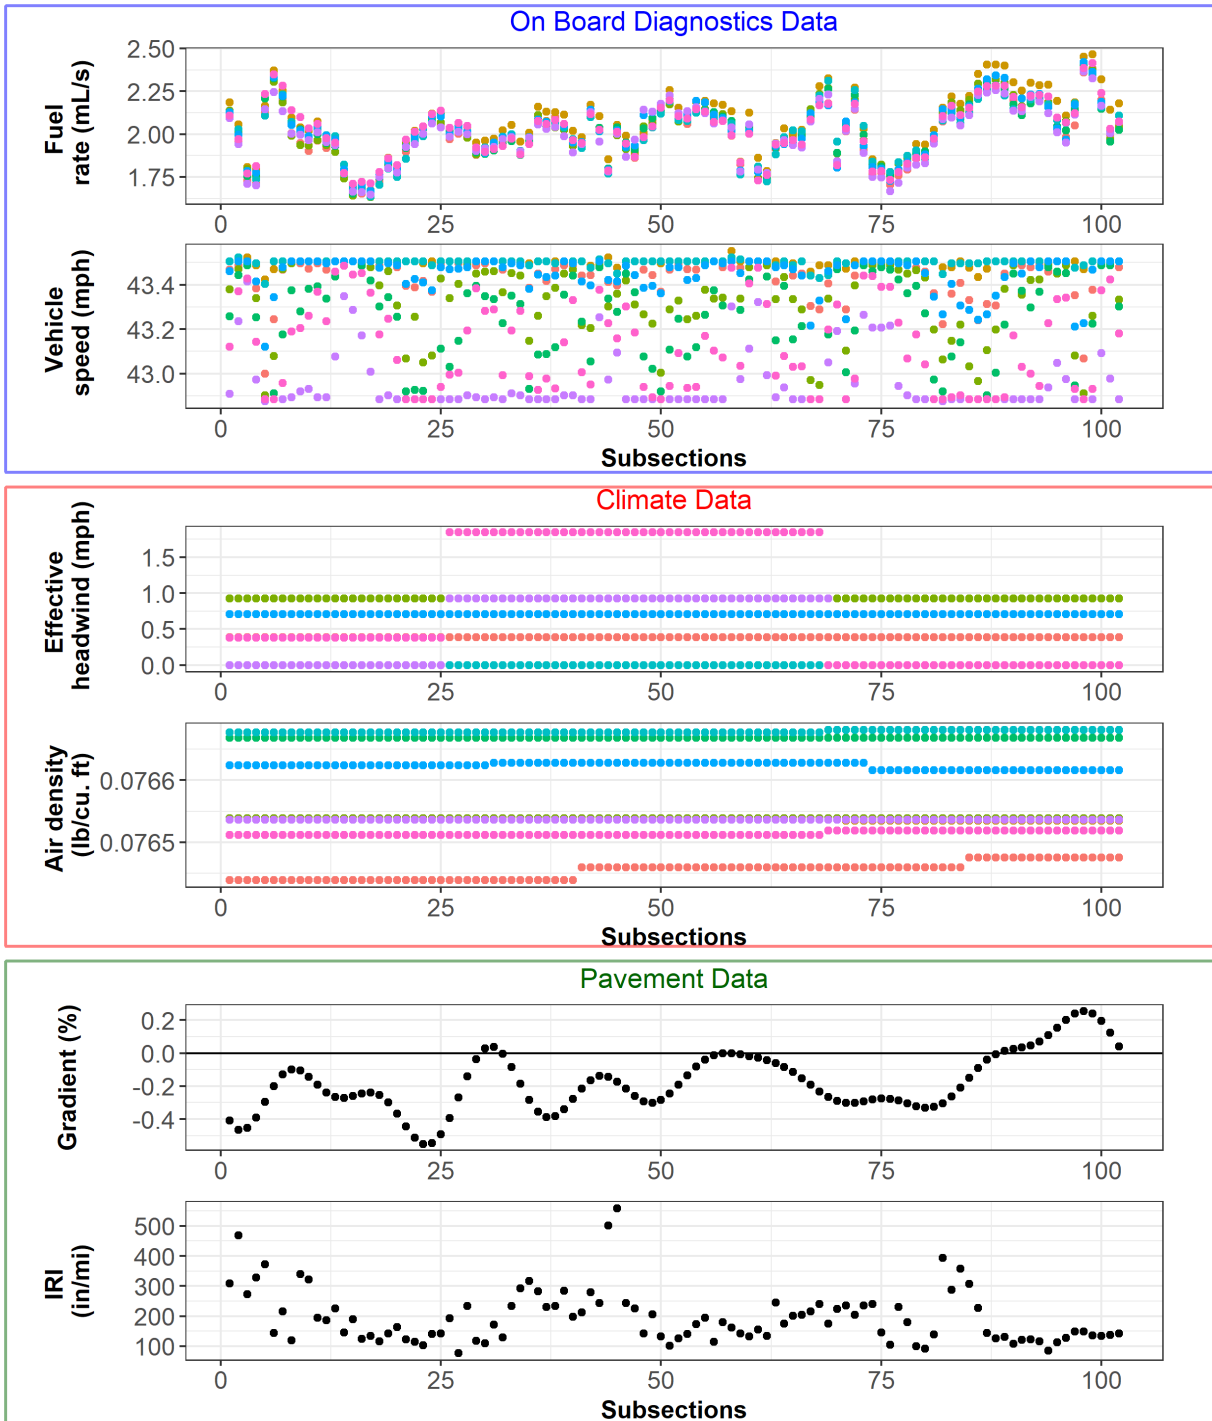 On Board Diagnostics Data
Fuel
rate (mL/s)
2.50
2.25
2.00
1.75
0 25 50 75 100
Vehicle
speed (mph)
43.4
43.2
43.0
0 25 50 75 100
Subsections
Climate Data
Effective
headwind (mph)
1.5
1.0
0.5
0.0
0 25 50 75 100
Air density
(lb/cu. ft)
0.0766
0.0765
0 25 50 75 100
Subsections
Pavement Data
Gradient (%)
0.2
0.0
-0.2
-0.4
0 25 50 75 100
IRI
(in/mi)
500
400
300
200
100
0 25 50 75 100
Subsections